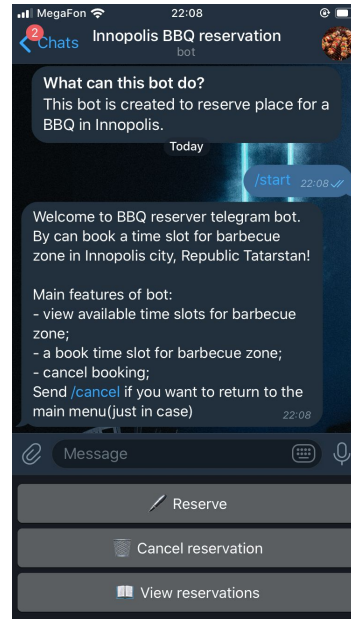 MegaFon 22:08
2
Chats Innopolis BBQ reservation
bot
What can this bot do?
This bot is created to reserve place for a
BBQ in Innopolis.
Today
/start 22:08
Welcome to BBQ reserver telegram bot.
By can book a time slot for barbecue
zone in Innopolis city, Republic Tatarstan!
Main features of bot:
- view available time slots for barbecue
zone;
- a book time slot for barbecue zone;
- cancel booking;
Send /cancel if you want to return to the
main menu(just in case) 22:08
Message
Reserve
Cancel reservation
View reservations